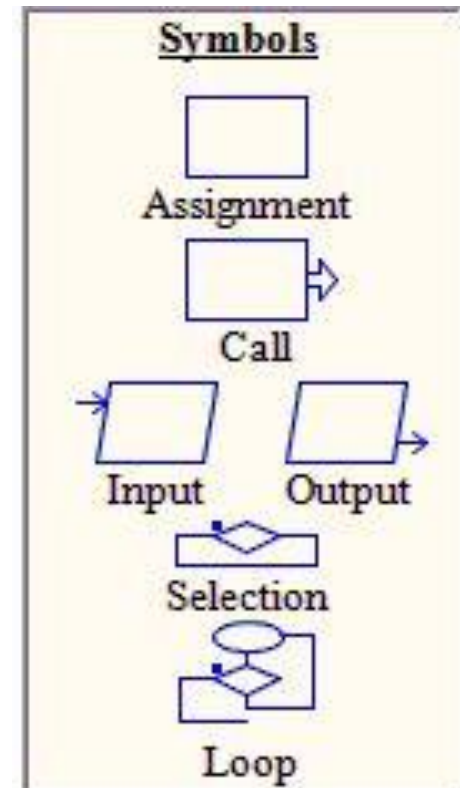 Symbols
Assignment
Call
Input Output
Selection
Loop